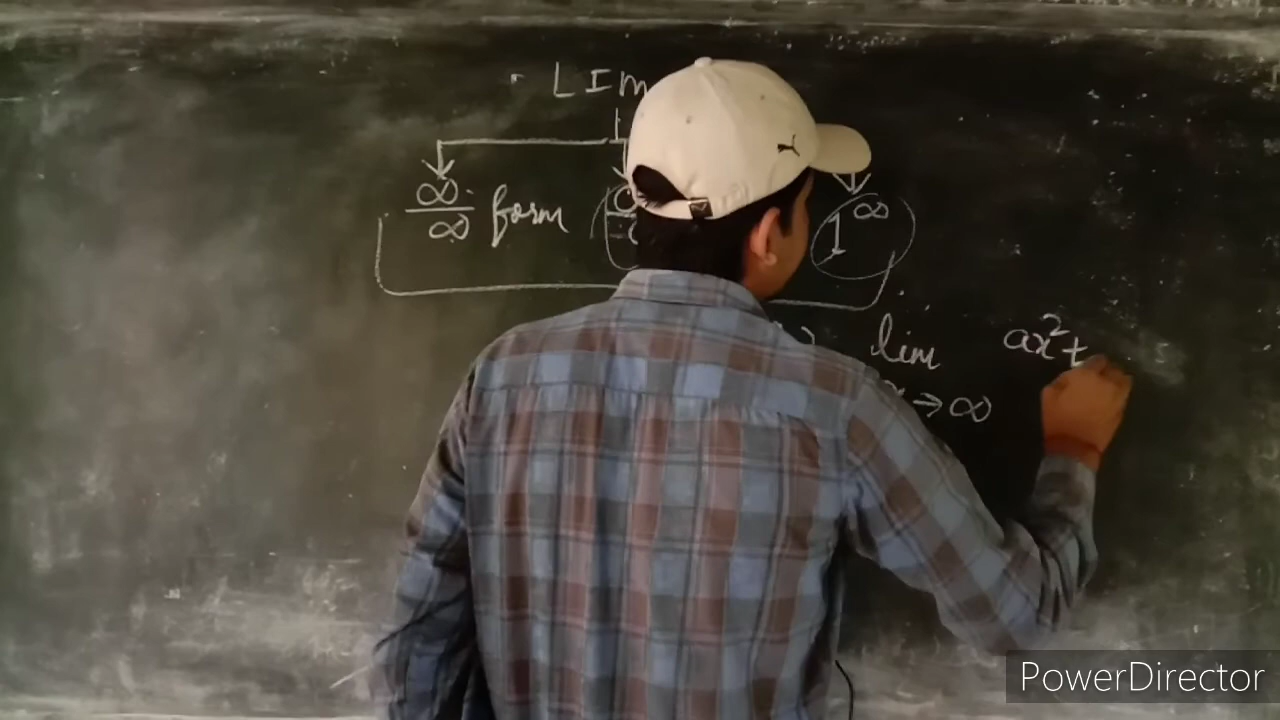 LIM
∞/∞ form 1^∞
lim ax²+
→∞
PowerDirector